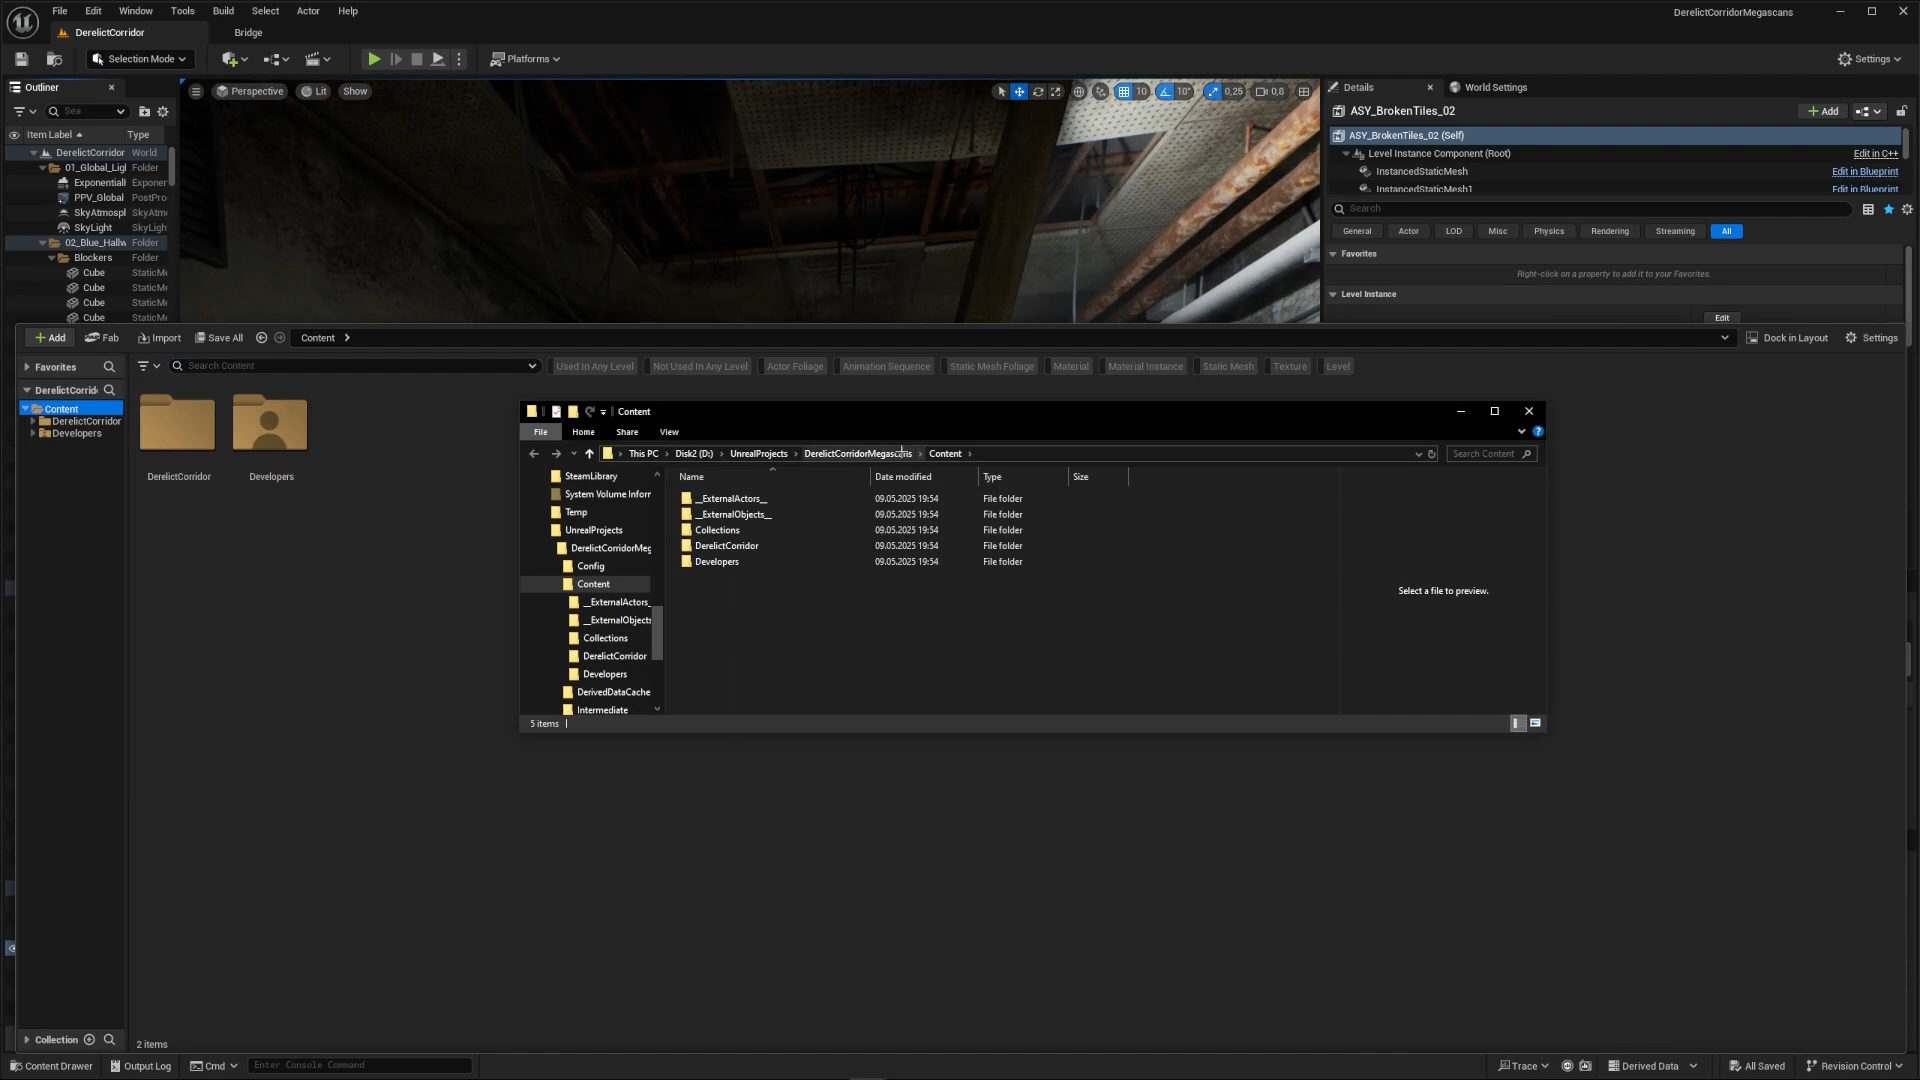 File Edit Window Tools Build Select Actor Help
DerelictCorridorMegascans
DerelictCorridor
Bridge
Selection Mode
Platforms
Settings
Outliner
Perspective
Lit
Show
10
10°
0,25
0,8
Details
World Settings
Sea
ASY_BrokenTiles_02
Add
Item Label
Type
ASY_BrokenTiles_02 (Self)
DerelictCorridor World
Level Instance Component (Root)
Edit in C++
01_Global_Ligl Folder
InstancedStaticMesh
Edit in Blueprint
Exponentiall Exponer
InstancedStaticMesh1
Edit in Blueprint
PPV_Global PostPro
SkyAtmospl SkyAtm
Search
SkyLight SkyLigh
General Actor LOD Misc Physics Rendering Streaming All
02_Blue_Hallw Folder
Favorites
Blockers Folder
Right-click on a property to add it to your Favorites.
Cube StaticMe
Cube StaticMe
Level Instance
Cube StaticMe
Cube StaticMe
Edit
Add
Fab
Import
Save All
Content
Dock in Layout
Settings
Favorites
Search Content
Used In Any Level
Not Used In Any Level
Actor Foliage
Animation Sequence
Static Mesh Foliage
Material
Material Instance
Static Mesh
Texture
Level
DerelictCorrid
Content
DerelictCorridor
Developers
DerelictCorridor
Developers
Content
File Home Share View
?
This PC
Disk2 (D:)
UnrealProjects
DerelictCorridorMegascans
Content
Search Content
SteamLibrary
System Volume Inforr
Temp
UnrealProjects
DerelictCorridorMeg
Config
Content
__ExternalActors_
__ExternalObjects
Collections
DerelictCorridor
Developers
DerivedDataCache
Intermediate
Name
Date modified
Type
Size
__ExternalActors__ 09.05.2025 19:54 File folder
__ExternalObjects__ 09.05.2025 19:54 File folder
Collections 09.05.2025 19:54 File folder
DerelictCorridor 09.05.2025 19:54 File folder
Developers 09.05.2025 19:54 File folder
Select a file to preview.
5 items
Collection
2 items
Content Drawer
Output Log
Cmd
Enter Console Command
Trace
Derived Data
All Saved
Revision Control